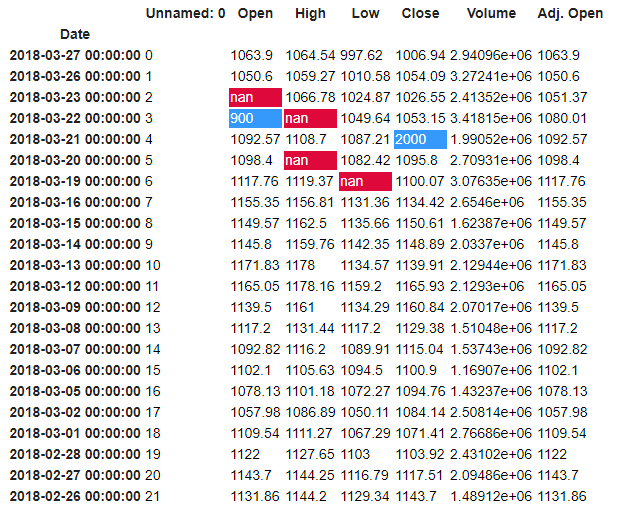 Unnamed: 0 Open High Low Close Volume Adj. Open
Date
2018-03-27 00:00:00 0 1063.9 1064.54 997.62 1006.94 2.94096e+06 1063.9
2018-03-26 00:00:00 1 1050.6 1059.27 1010.58 1054.09 3.27241e+06 1050.6
2018-03-23 00:00:00 2 nan 1066.78 1024.87 1026.55 2.41352e+06 1051.37
2018-03-22 00:00:00 3 900 nan 1049.64 1053.15 3.41815e+06 1080.01
2018-03-21 00:00:00 4 1092.57 1108.7 1087.21 2000 1.99052e+06 1092.57
2018-03-20 00:00:00 5 1098.4 nan 1082.42 1095.8 2.70931e+06 1098.4
2018-03-19 00:00:00 6 1117.76 1119.37 nan 1100.07 3.07635e+06 1117.76
2018-03-16 00:00:00 7 1155.35 1156.81 1131.36 1134.42 2.6546e+06 1155.35
2018-03-15 00:00:00 8 1149.57 1162.5 1135.66 1150.61 1.62387e+06 1149.57
2018-03-14 00:00:00 9 1145.8 1159.76 1142.35 1148.89 2.0337e+06 1145.8
2018-03-13 00:00:00 10 1171.83 1178 1134.57 1139.91 2.12944e+06 1171.83
2018-03-12 00:00:00 11 1165.05 1178.16 1159.2 1165.93 2.1293e+06 1165.05
2018-03-09 00:00:00 12 1139.5 1161 1134.29 1160.84 2.07017e+06 1139.5
2018-03-08 00:00:00 13 1117.2 1131.44 1117.2 1129.38 1.51048e+06 1117.2
2018-03-07 00:00:00 14 1092.82 1116.2 1089.91 1115.04 1.53743e+06 1092.82
2018-03-06 00:00:00 15 1102.1 1105.63 1094.5 1100.9 1.16907e+06 1102.1
2018-03-05 00:00:00 16 1078.13 1101.18 1072.27 1094.76 1.43237e+06 1078.13
2018-03-02 00:00:00 17 1057.98 1086.89 1050.11 1084.14 2.50814e+06 1057.98
2018-03-01 00:00:00 18 1109.54 1111.27 1067.29 1071.41 2.76686e+06 1109.54
2018-02-28 00:00:00 19 1122 1127.65 1103 1103.92 2.43102e+06 1122
2018-02-27 00:00:00 20 1143.7 1144.25 1116.79 1117.51 2.09486e+06 1143.7
2018-02-26 00:00:00 21 1131.86 1144.2 1129.34 1143.7 1.48912e+06 1131.86